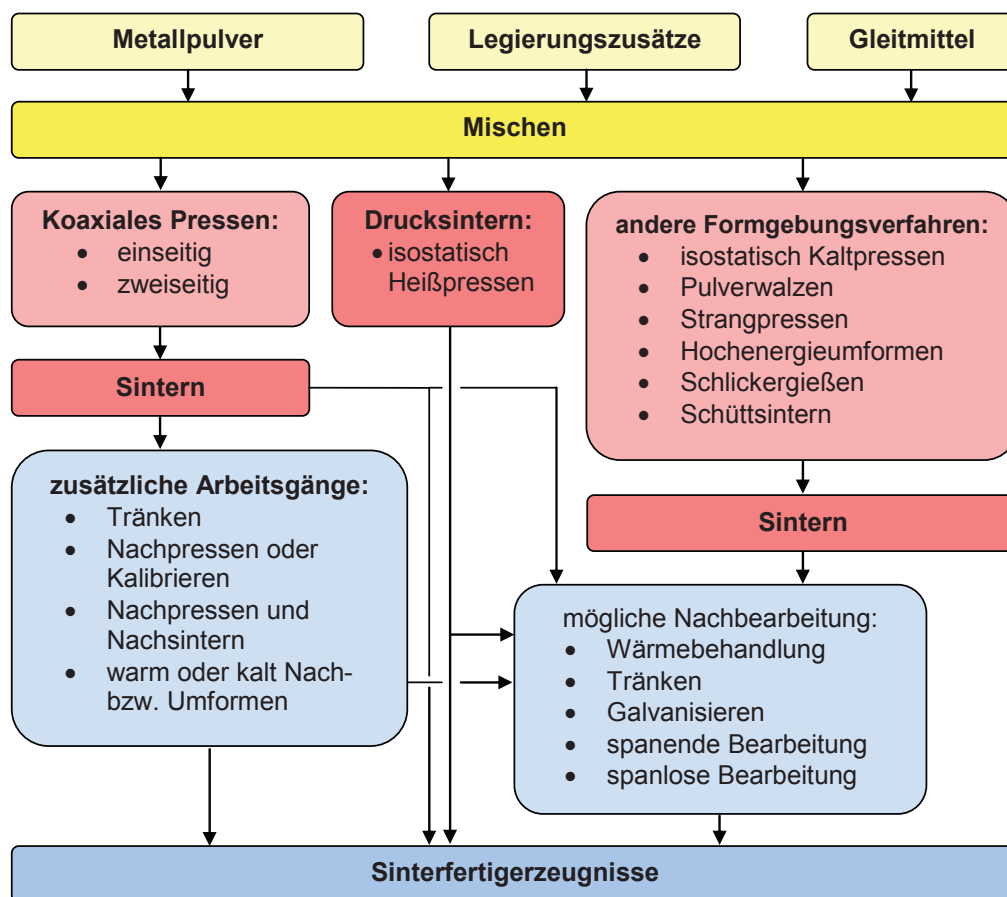 Metallpulver
Legierungszusätze
Gleitmittel
Mischen
Koaxiales Pressen:
• einseitig
• zweiseitig
Drucksintern:
• isostatisch
Heißpressen
andere Formgebungsverfahren:
• isostatisch Kaltpressen
• Pulverwalzen
• Strangpressen
• Hochenergieumformen
• Schlickergießen
• Schüttsintern
Sintern
zusätzliche Arbeitsgänge:
• Tränken
• Nachpressen oder
Kalibrieren
• Nachpressen und
Nachsintern
• warm oder kalt Nach-
bzw. Umformen
Sintern
mögliche Nachbearbeitung:
• Wärmebehandlung
• Tränken
• Galvanisieren
• spanende Bearbeitung
• spanlose Bearbeitung
Sinterfertigerzeugnisse